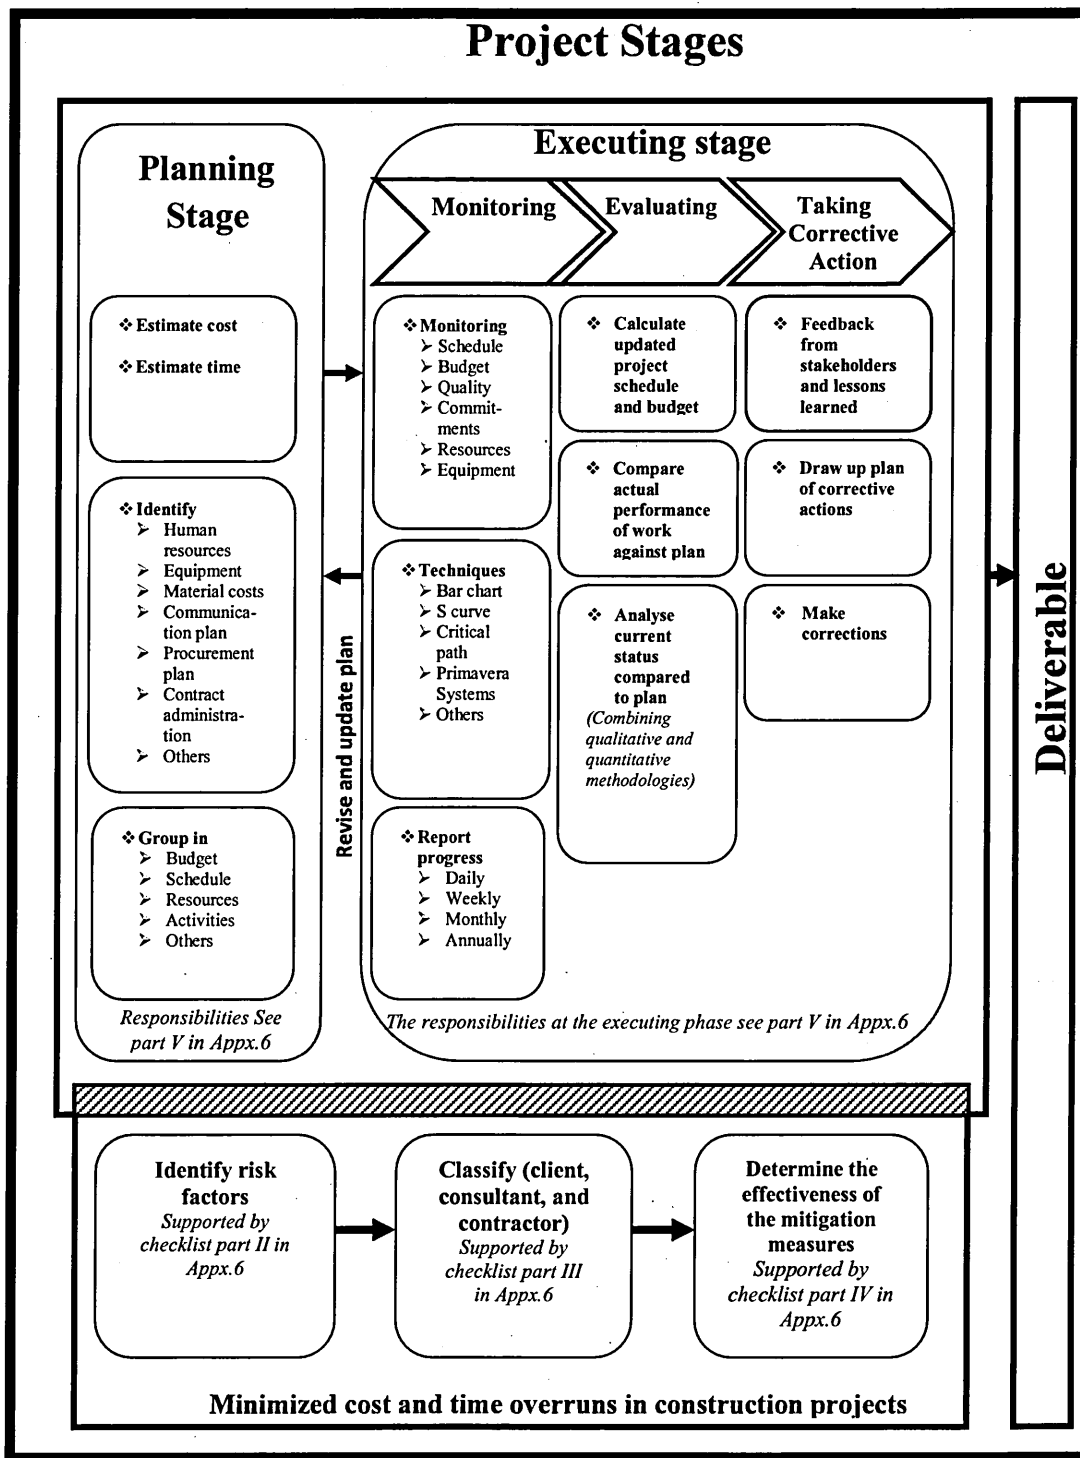 Project Stages
Planning
Stage
❖ Estimate cost
❖ Estimate time
❖ Identify
➢ Human
resources
➢ Equipment
➢ Material costs
➢ Communica-
tion plan
➢ Procurement
plan
➢ Contract
administra-
tion
➢ Others
❖ Group in
➢ Budget
➢ Schedule
➢ Resources
➢ Activities
➢ Others
Responsibilities See
part V in Appx.6
Revise and update plan
Executing stage
Monitoring
Evaluating
Taking
Corrective
Action
❖ Monitoring
➢ Schedule
➢ Budget
➢ Quality
➢ Commit-
ments
➢ Resources
➢ Equipment
❖ Techniques
➢ Bar chart
➢ S curve
➢ Critical
path
➢ Primavera
Systems
➢ Others
❖ Report
progress
➢ Daily
➢ Weekly
➢ Monthly
➢ Annually
❖ Calculate
updated
project
schedule
and budget
❖ Compare
actual
performance
of work
against plan
❖ Analyse
current
status
compared
to plan
(Combining
qualitative and
quantitative
methodologies)
❖ Feedback
from
stakeholders
and lessons
learned
❖ Draw up plan
of corrective
actions
❖ Make
corrections
The responsibilities at the executing phase see part V in Appx.6
Deliverable
Identify risk
factors
Supported by
checklist part II in
Appx.6
Classify (client,
consultant, and
contractor)
Supported by
checklist part III
in Appx.6
Determine the
effectiveness of
the mitigation
measures
Supported by
checklist part IV in
Appx.6
Minimized cost and time overruns in construction projects